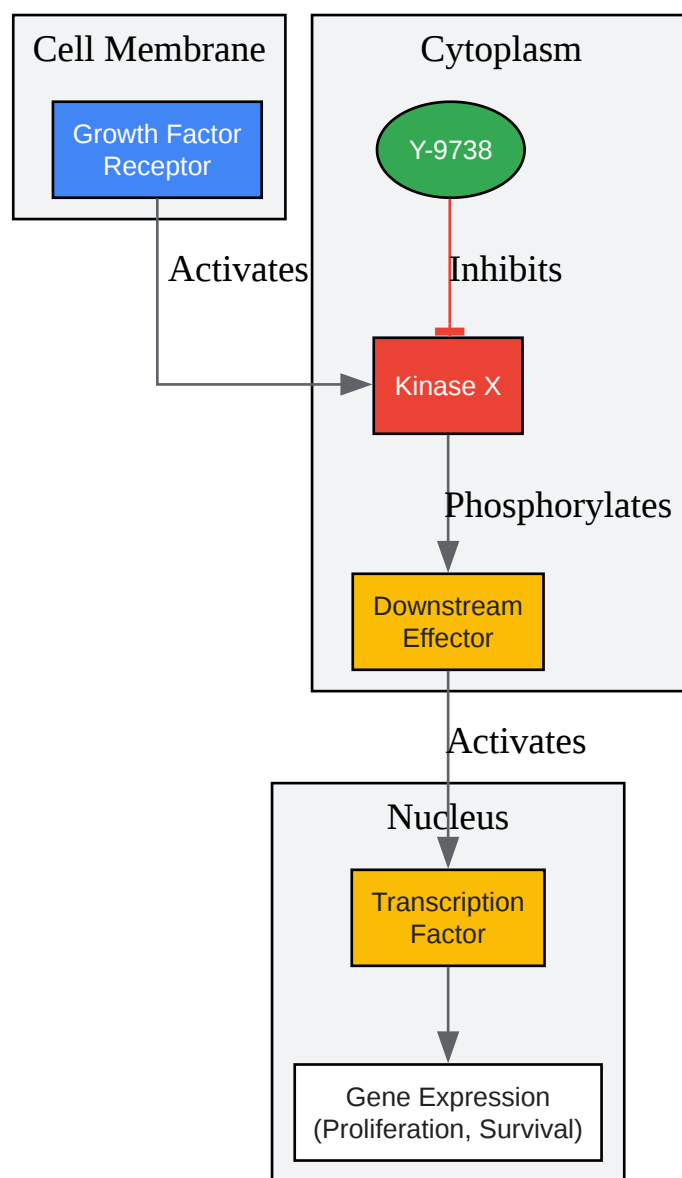 Cell Membrane
Growth Factor
Receptor
Cytoplasm
Y-9738
Activates
Inhibits
Kinase X
Phosphorylates
Downstream
Effector
Activates
Nucleus
Transcription
Factor
Gene Expression
(Proliferation, Survival)